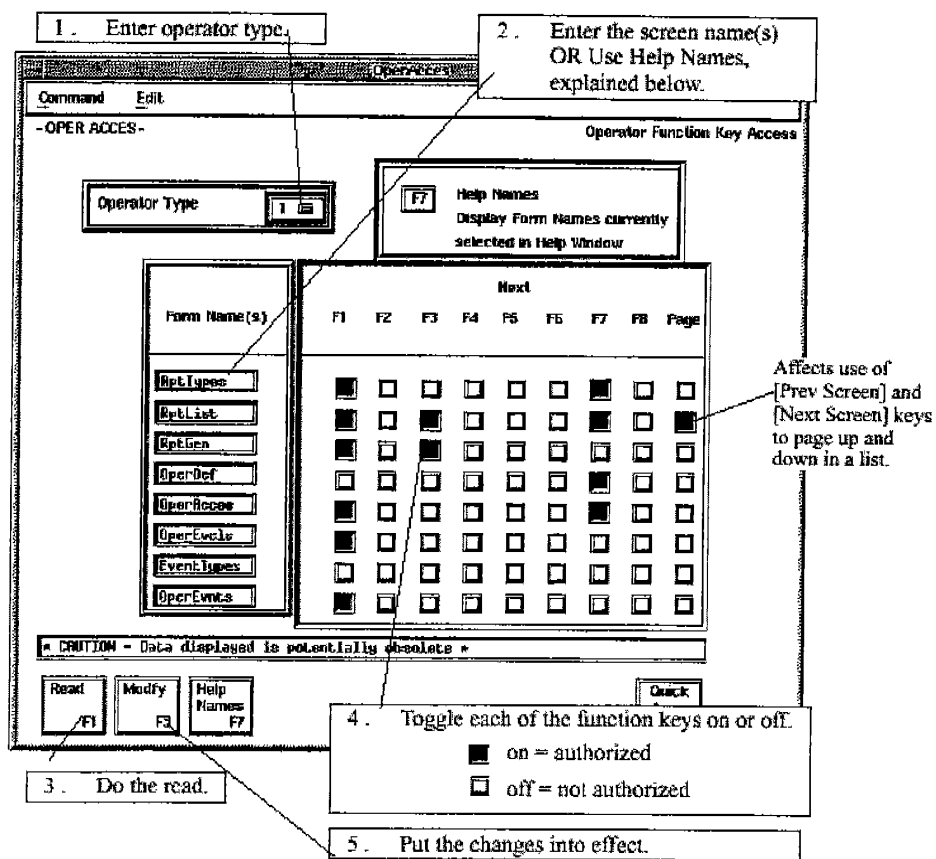 1 . Enter operator type.
2 . Enter the screen name(s)
OR Use Help Names,
explained below.
OperAcces
Command Edit
-OPER ACCES-
Operator Function Key Access
Operator Type 1
F7 Help Names
Display Form Names currently
selected in Help Window
Form Name(s)
Next
F1 F2 F3 F4 F5 F6 F7 F8 Page
RptTypes
RptList
RptGen
OperDef
OperAcces
OperEvcls
EventTypes
OperEvnts
Affects use of
[Prev Screen] and
[Next Screen] keys
to page up and
down in a list.
* CAUTION - Data displayed is potentially obsolete *
Read
F1
Modfy
F3
Help
Names
F7
Quick
3 . Do the read.
4 . Toggle each of the function keys on or off.
on = authorized
off = not authorized
5 . Put the changes into effect.